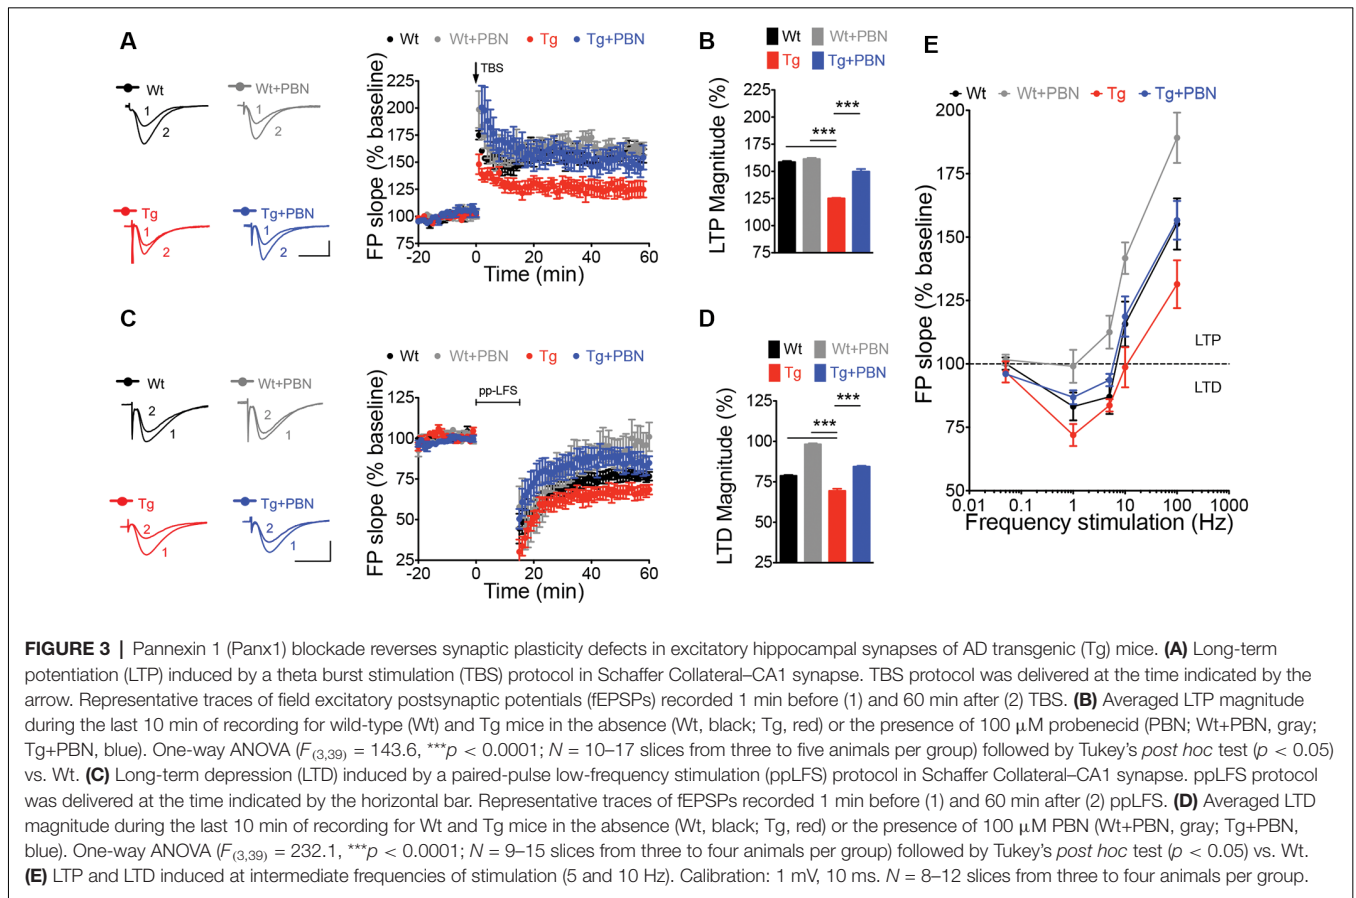 A
Wt
Wt+PBN
1
2
1
2
Tg
Tg+PBN
1
2
1
2
Wt Wt+PBN Tg Tg+PBN
TBS
FP slope (% baseline)
225
200
175
150
125
100
75
-20 0 20 40 60
Time (min)
B
Wt Wt+PBN
Tg Tg+PBN
LTP Magnitude (%)
225
200
175
150
125
100
75
***
***
C
Wt
Wt+PBN
2
1
2
1
Tg
Tg+PBN
2
1
2
1
Wt Wt+PBN Tg Tg+PBN
pp-LFS
FP slope (% baseline)
125
100
75
50
25
-20 0 20 40 60
Time (min)
D
Wt Wt+PBN
Tg Tg+PBN
LTD Magnitude (%)
125
100
75
50
25
***
***
E
Wt Wt+PBN Tg Tg+PBN
FP slope (% baseline)
200
175
150
125
100
75
50
LTP
LTD
0.01 0.1 1 10 100 1000
Frequency stimulation (Hz)
FIGURE 3 | Pannexin 1 (Panx1) blockade reverses synaptic plasticity defects in excitatory hippocampal synapses of AD transgenic (Tg) mice. (A) Long-term
potentiation (LTP) induced by a theta burst stimulation (TBS) protocol in Schaffer Collateral–CA1 synapse. TBS protocol was delivered at the time indicated by the
arrow. Representative traces of field excitatory postsynaptic potentials (fEPSPs) recorded 1 min before (1) and 60 min after (2) TBS. (B) Averaged LTP magnitude
during the last 10 min of recording for wild-type (Wt) and Tg mice in the absence (Wt, black; Tg, red) or the presence of 100 μM probenecid (PBN; Wt+PBN, gray;
Tg+PBN, blue). One-way ANOVA (F(3,39) = 143.6, ***p < 0.0001; N = 10–17 slices from three to five animals per group) followed by Tukey's post hoc test (p < 0.05)
vs. Wt. (C) Long-term depression (LTD) induced by a paired-pulse low-frequency stimulation (ppLFS) protocol in Schaffer Collateral–CA1 synapse. ppLFS protocol
was delivered at the time indicated by the horizontal bar. Representative traces of fEPSPs recorded 1 min before (1) and 60 min after (2) ppLFS. (D) Averaged LTD
magnitude during the last 10 min of recording for Wt and Tg mice in the absence (Wt, black; Tg, red) or the presence of 100 μM PBN (Wt+PBN, gray; Tg+PBN,
blue). One-way ANOVA (F(3,39) = 232.1, ***p < 0.0001; N = 9–15 slices from three to four animals per group) followed by Tukey's post hoc test (p < 0.05) vs. Wt.
(E) LTP and LTD induced at intermediate frequencies of stimulation (5 and 10 Hz). Calibration: 1 mV, 10 ms. N = 8–12 slices from three to four animals per group.